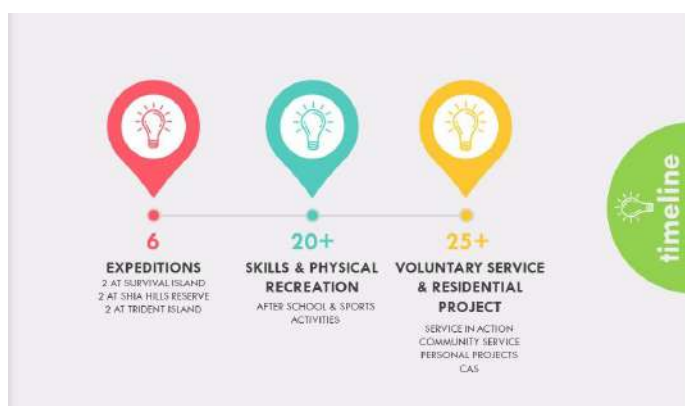 6
EXPEDITIONS
2 AT SURVIVAL ISLAND
2 AT SHIA HILLS RESERVE
2 AT TRIDENT ISLAND
20+
SKILLS & PHYSICAL
RECREATION
AFTER SCHOOL & SPORTS
ACTIVITIES
25+
VOLUNTARY SERVICE
& RESIDENTIAL
PROJECT
SERVICE IN ACTION
COMMUNITY SERVICE
PERSONAL PROJECTS
CAS
timeline